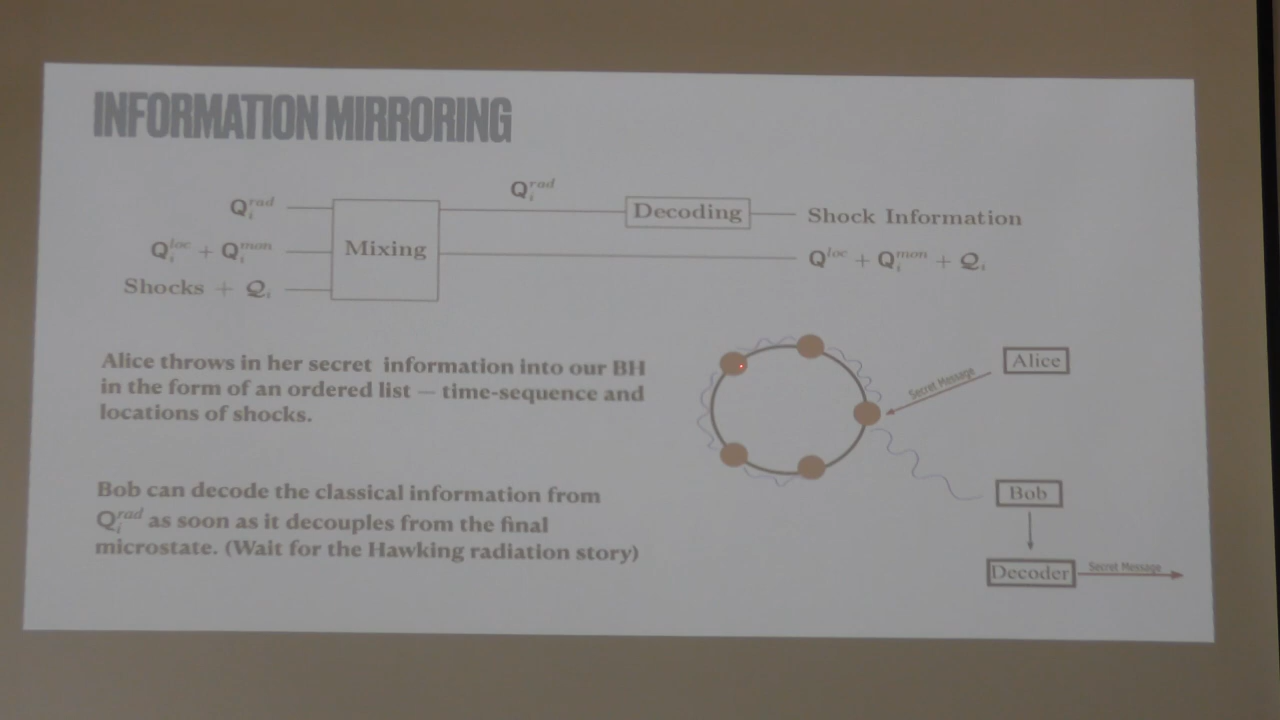 INFORMATION MIRRORING
Q_i^{rad}
Q_i^{rad}
Decoding
Shock Information
Q_i^{loc} + Q_i^{mon}
Mixing
Q^{loc} + Q_i^{mon} + 𝒬_i
Shocks + 𝒬_i
Alice throws in her secret information into our BH
in the form of an ordered list — time-sequence and
locations of shocks.
Alice
Secret Message
Bob can decode the classical information from
Q_i^{rad} as soon as it decouples from the final
microstate. (Wait for the Hawking radiation story)
Bob
Decoder
Secret Message